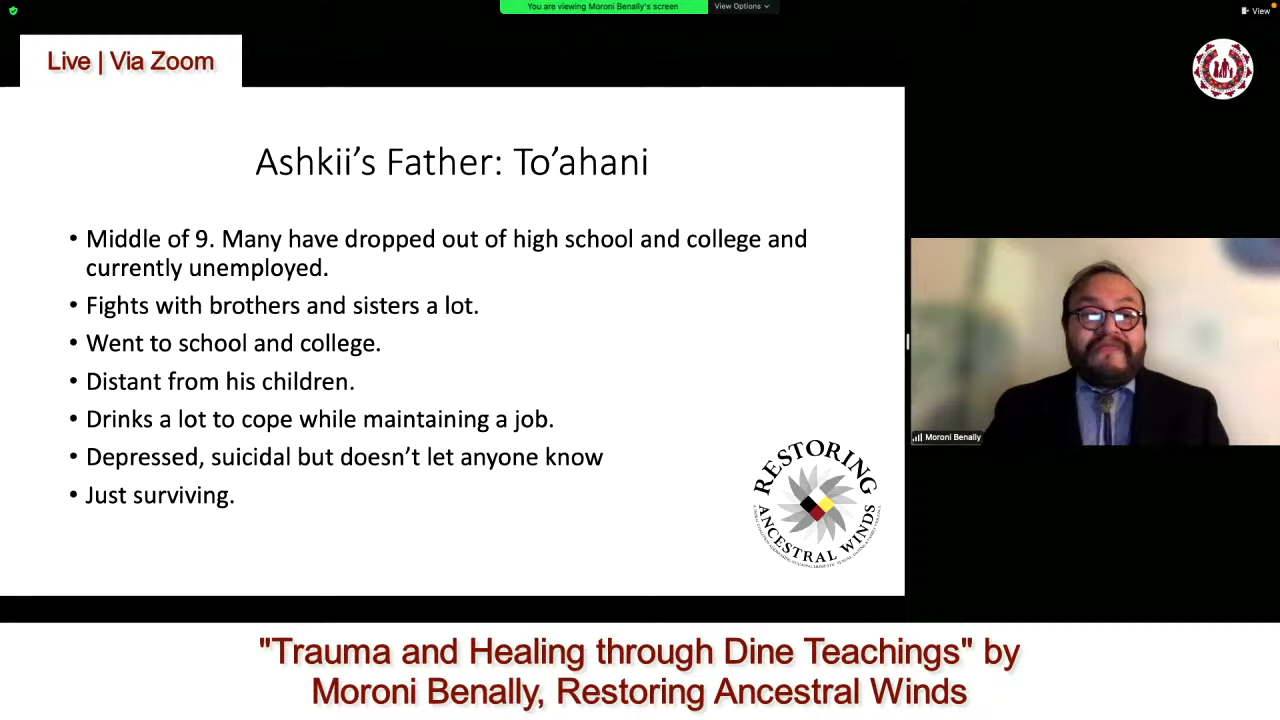 You are viewing Moroni Benally's screen
View Options
View
Live | Via Zoom
Ashkii’s Father: To’ahani
• Middle of 9. Many have dropped out of high school and college and
currently unemployed.
• Fights with brothers and sisters a lot.
• Went to school and college.
• Distant from his children.
• Drinks a lot to cope while maintaining a job.
• Depressed, suicidal but doesn’t let anyone know
• Just surviving.
RESTORING
ANCESTRAL WINDS
Moroni Benally
"Trauma and Healing through Dine Teachings" by
Moroni Benally, Restoring Ancestral Winds